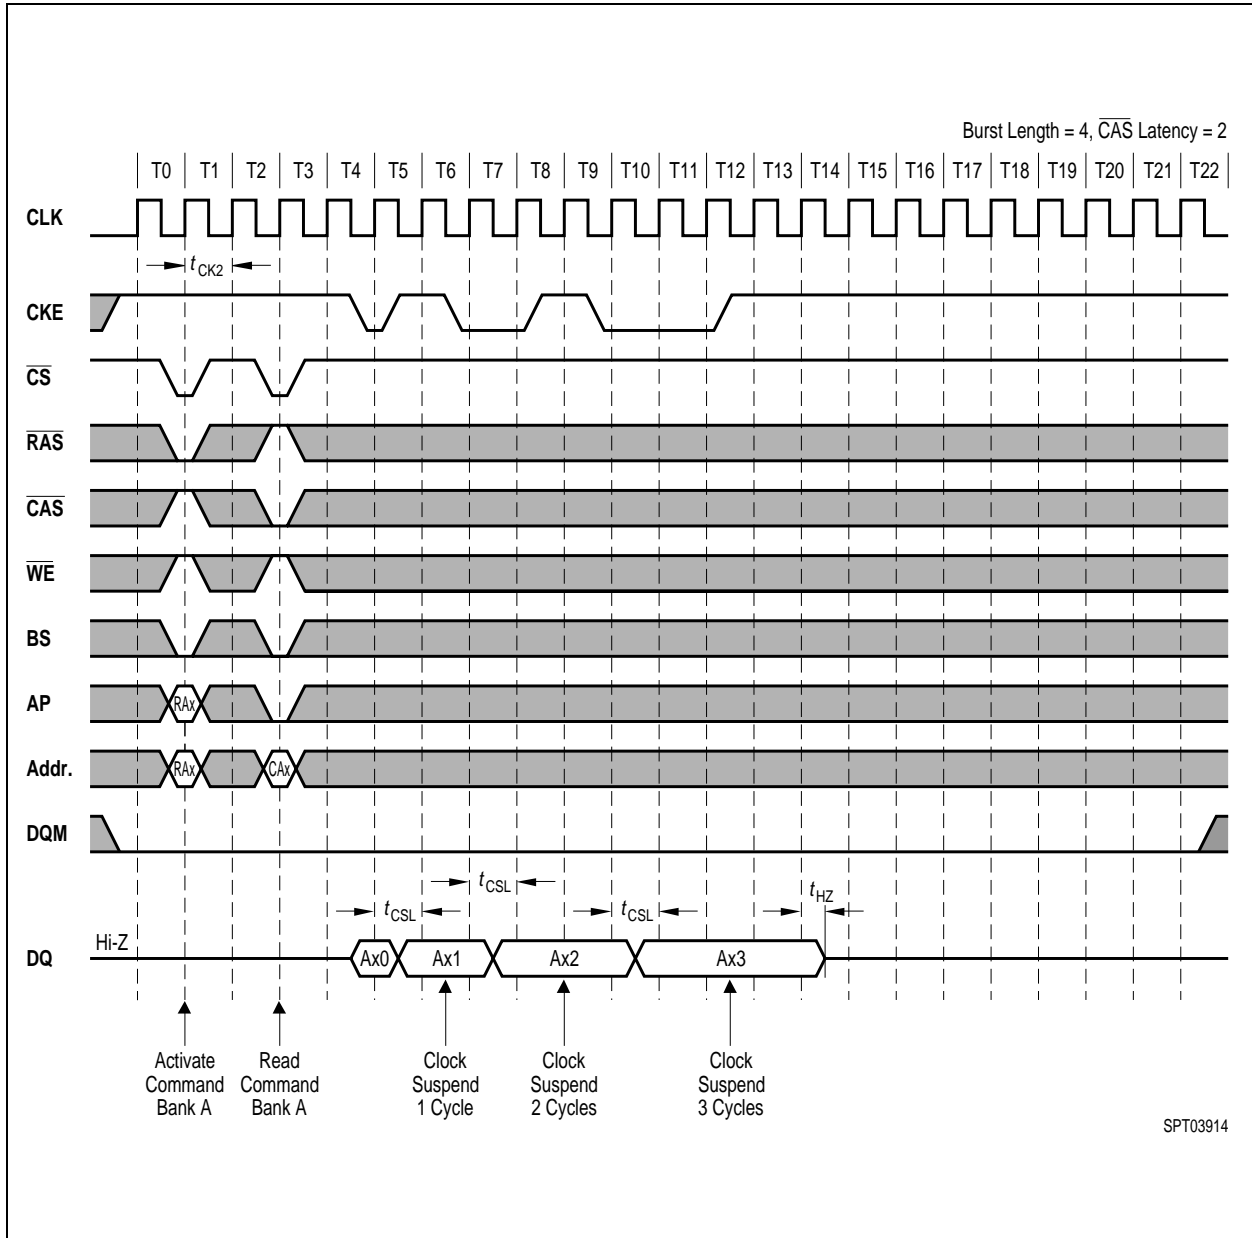 Burst Length = 4, CAS Latency = 2
T0 T1 T2 T3 T4 T5 T6 T7 T8 T9 T10 T11 T12 T13 T14 T15 T16 T17 T18 T19 T20 T21 T22
CLK
tCK2
CKE
CS
RAS
CAS
WE
BS
AP RAx
Addr. RAx CAx
DQM
tCSL tCSL tCSL tHZ
Hi-Z
DQ Ax0 Ax1 Ax2 Ax3
Activate Command Bank A
Read Command Bank A
Clock Suspend 1 Cycle
Clock Suspend 2 Cycles
Clock Suspend 3 Cycles
SPT03914